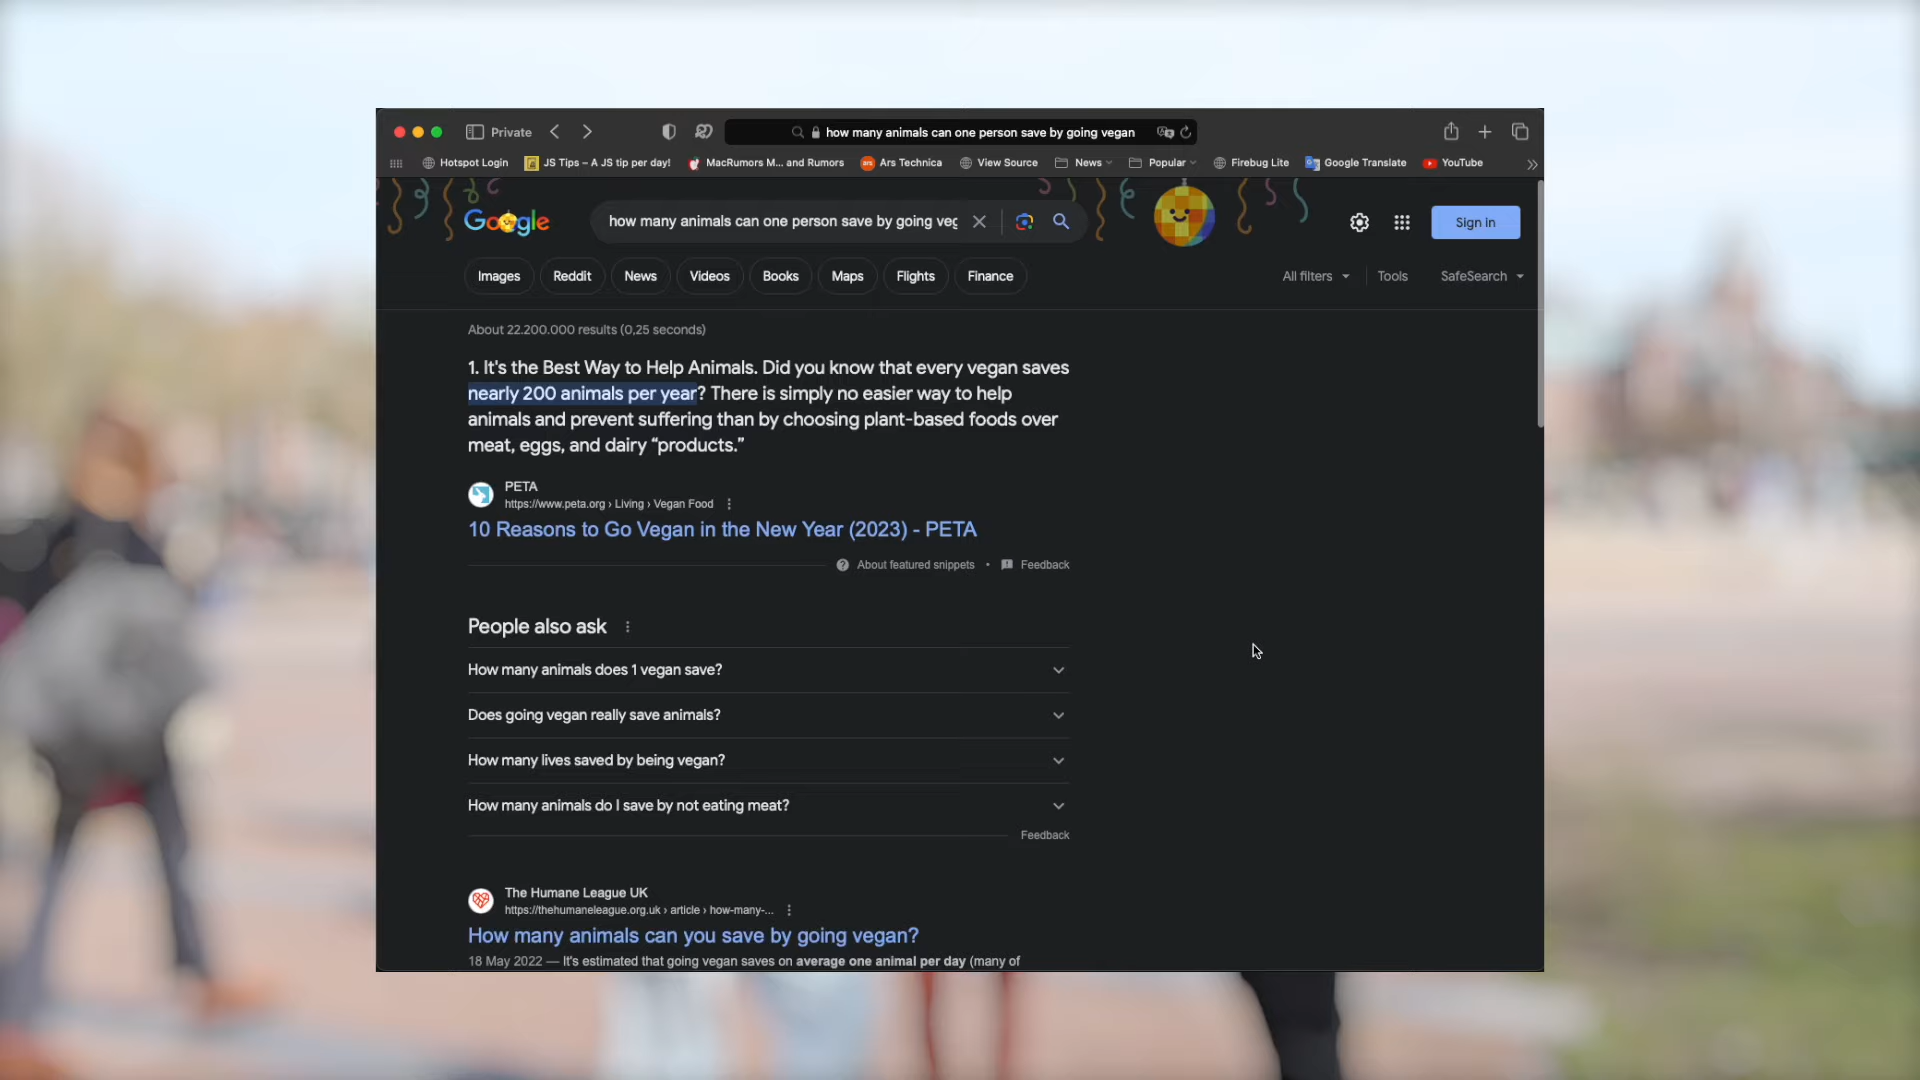 Private
how many animals can one person save by going vegan
Hotspot Login
JS Tips – A JS tip per day!
MacRumors M... and Rumors
ars
Ars Technica
View Source
News
Popular
Firebug Lite
Google Translate
YouTube
Google
how many animals can one person save by going veg
Sign in
Images
Reddit
News
Videos
Books
Maps
Flights
Finance
All filters
Tools
SafeSearch
About 22.200.000 results (0,25 seconds)
1. It's the Best Way to Help Animals. Did you know that every vegan saves
nearly 200 animals per year? There is simply no easier way to help
animals and prevent suffering than by choosing plant-based foods over
meat, eggs, and dairy “products.”
PETA
https://www.peta.org › Living › Vegan Food
10 Reasons to Go Vegan in the New Year (2023) - PETA
About featured snippets • Feedback
People also ask
How many animals does 1 vegan save?
Does going vegan really save animals?
How many lives saved by being vegan?
How many animals do I save by not eating meat?
Feedback
The Humane League UK
https://thehumaneleague.org.uk › article › how-many-...
How many animals can you save by going vegan?
18 May 2022 — It's estimated that going vegan saves on average one animal per day (many of